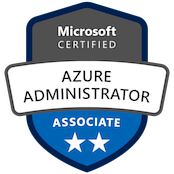 Microsoft
CERTIFIED
AZURE
ADMINISTRATOR
ASSOCIATE